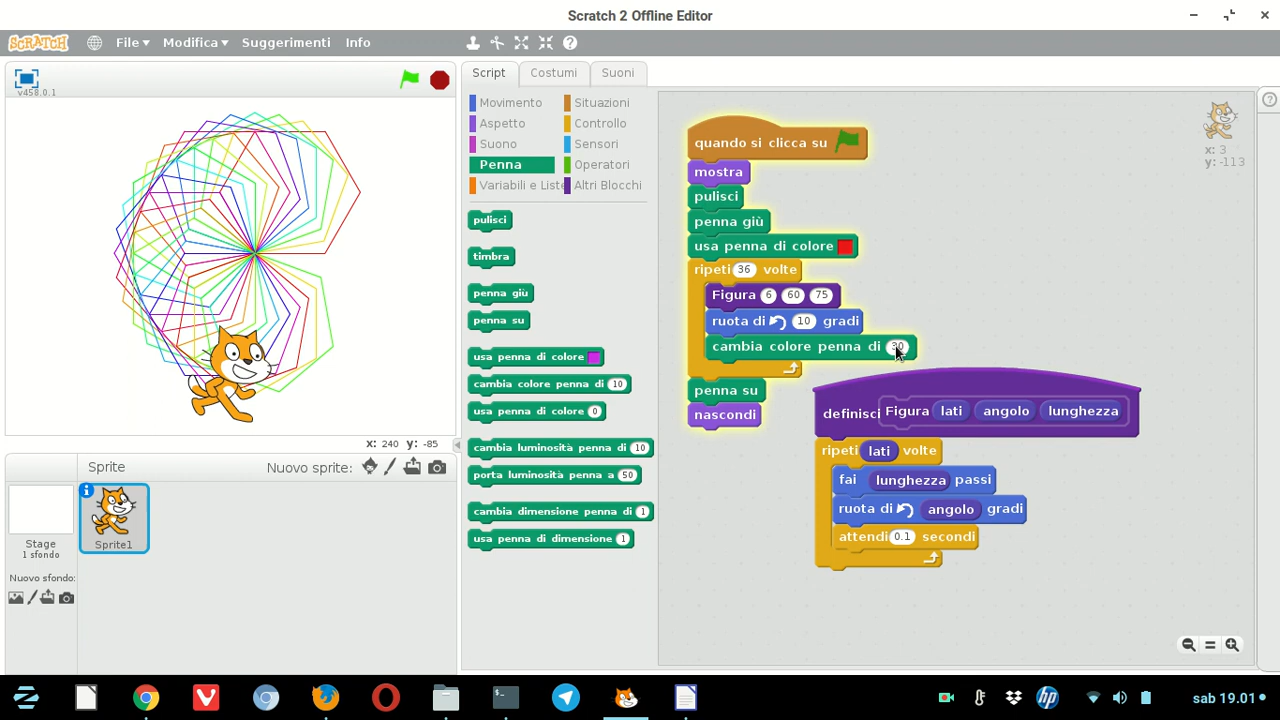 Scratch 2 Offline Editor
SCRATCH File Modifica Suggerimenti Info
v458.0.1
Script Costumi Suoni
Movimento Situazioni
Aspetto Controllo
Suono Sensori
Penna Operatori
Variabili e Liste Altri Blocchi
pulisci
timbra
penna giù
penna su
usa penna di colore
cambia colore penna di 10
usa penna di colore 0
cambia luminosità penna di 10
porta luminosità penna a 50
cambia dimensione penna di 1
usa penna di dimensione 1
quando si clicca su
mostra
pulisci
penna giù
usa penna di colore
ripeti 36 volte
Figura 6 60 75
ruota di 10 gradi
cambia colore penna di 30
penna su
nascondi
definisci Figura lati angolo lunghezza
ripeti lati volte
fai lunghezza passi
ruota di angolo gradi
attendi 0.1 secondi
x: 3
y: -113
x: 240 y: -85
Sprite Nuovo sprite:
Stage
1 sfondo
Sprite1
Nuovo sfondo:
hp
sab 19.01